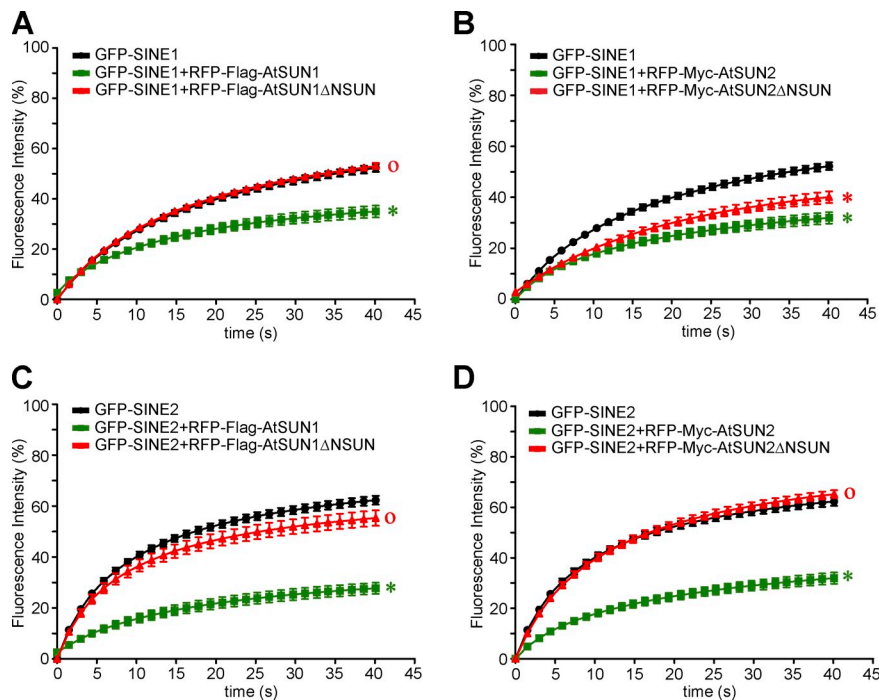 A
GFP-SINE1
GFP-SINE1+RFP-Flag-AtSUN1
GFP-SINE1+RFP-Flag-AtSUN1ΔNSUN
Fluorescence Intensity (%)
100
80
60
40
20
0
o
*
0 5 10 15 20 25 30 35 40 45
time (s)
B
GFP-SINE1
GFP-SINE1+RFP-Myc-AtSUN2
GFP-SINE1+RFP-Myc-AtSUN2ΔNSUN
Fluorescence Intensity (%)
100
80
60
40
20
0
*
*
0 5 10 15 20 25 30 35 40 45
time (s)
C
GFP-SINE2
GFP-SINE2+RFP-Flag-AtSUN1
GFP-SINE2+RFP-Flag-AtSUN1ΔNSUN
Fluorescence Intensity (%)
100
80
60
40
20
0
o
*
0 5 10 15 20 25 30 35 40 45
time (s)
D
GFP-SINE2
GFP-SINE2+RFP-Myc-AtSUN2
GFP-SINE2+RFP-Myc-AtSUN2ΔNSUN
Fluorescence Intensity (%)
100
80
60
40
20
0
o
*
0 5 10 15 20 25 30 35 40 45
time (s)